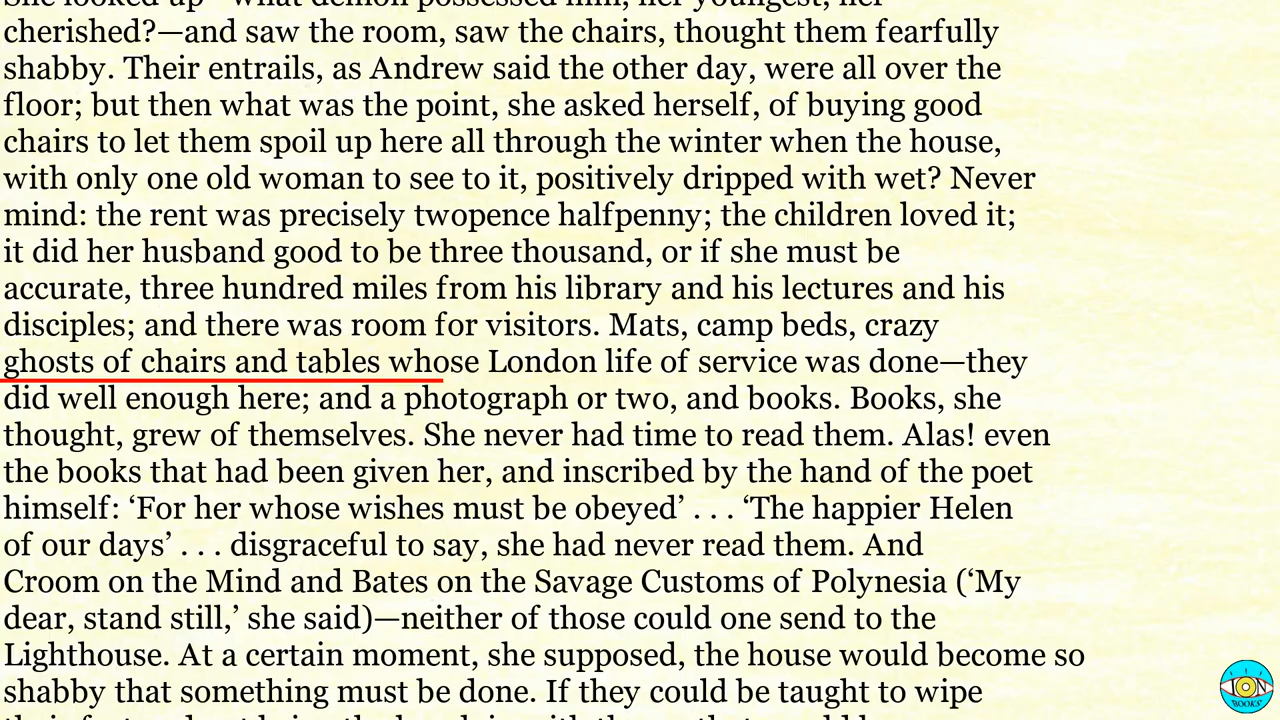 She looked up—what demon possessed him, her youngest, her
cherished?—and saw the room, saw the chairs, thought them fearfully
shabby. Their entrails, as Andrew said the other day, were all over the
floor; but then what was the point, she asked herself, of buying good
chairs to let them spoil up here all through the winter when the house,
with only one old woman to see to it, positively dripped with wet? Never
mind: the rent was precisely twopence halfpenny; the children loved it;
it did her husband good to be three thousand, or if she must be
accurate, three hundred miles from his library and his lectures and his
disciples; and there was room for visitors. Mats, camp beds, crazy
ghosts of chairs and tables whose London life of service was done—they
did well enough here; and a photograph or two, and books. Books, she
thought, grew of themselves. She never had time to read them. Alas! even
the books that had been given her, and inscribed by the hand of the poet
himself: ‘For her whose wishes must be obeyed’ . . . ‘The happier Helen
of our days’ . . . disgraceful to say, she had never read them. And
Croom on the Mind and Bates on the Savage Customs of Polynesia (‘My
dear, stand still,’ she said)—neither of those could one send to the
Lighthouse. At a certain moment, she supposed, the house would become so
shabby that something must be done. If they could be taught to wipe
ION
BOOKS